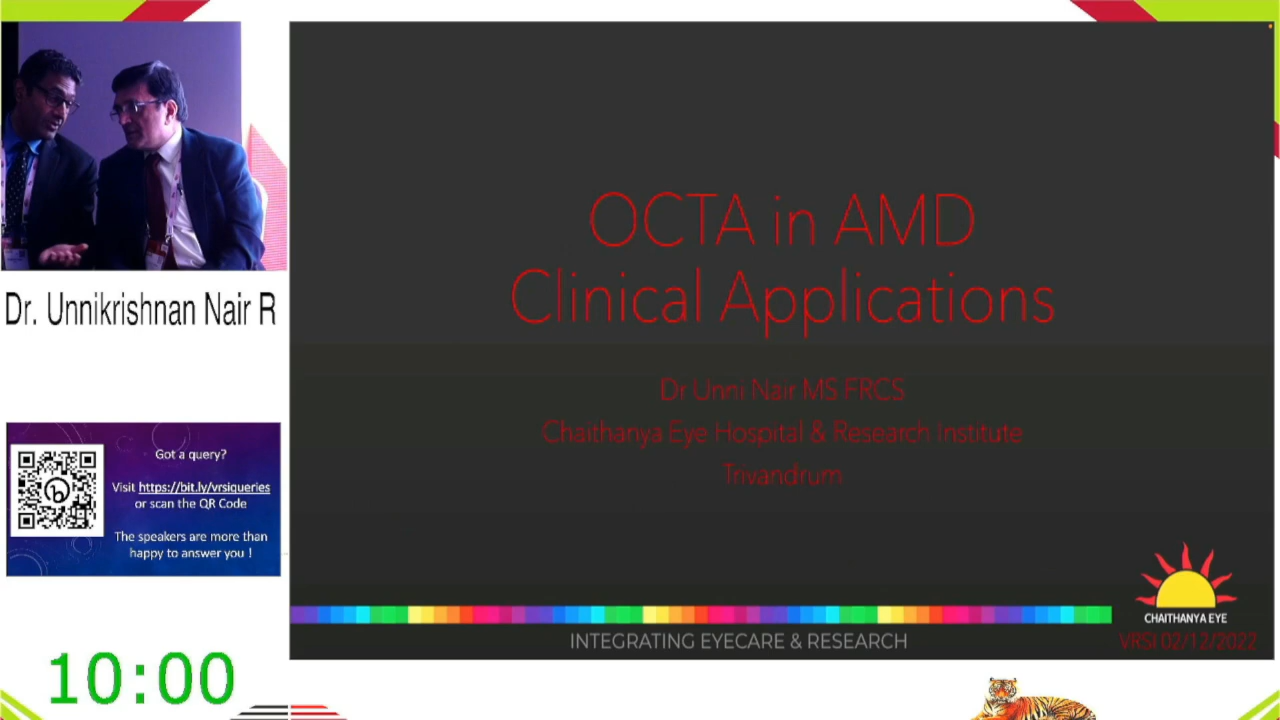 Dr. Unnikrishnan Nair R
Got a query?
Visit https://bit.ly/vrsiqueries
or scan the QR Code
The speakers are more than
happy to answer you !
10:00
OCTA in AMD
Clinical Applications
Dr Unni Nair MS FRCS
Chaithanya Eye Hospital & Research Institute
Trivandrum
CHAITHANYA EYE
INTEGRATING EYECARE & RESEARCH
VRSI 02/12/2022